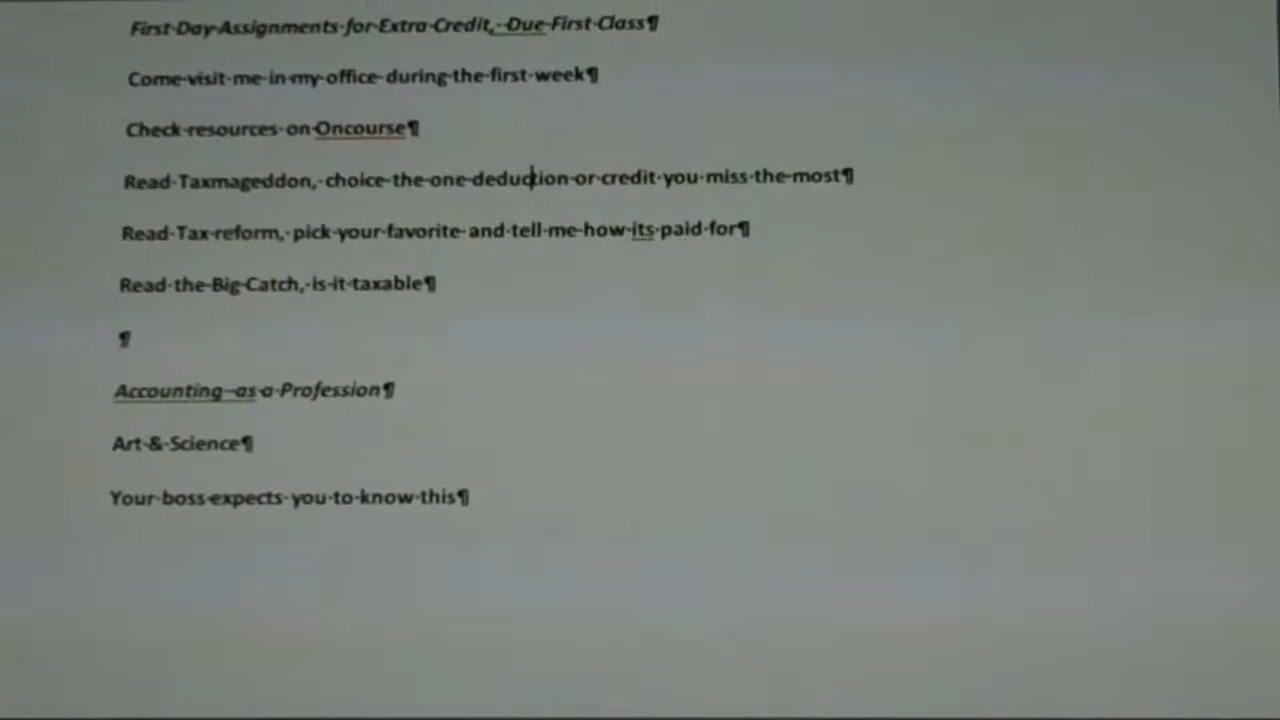 First Day Assignments for Extra Credit, Due First Class¶
Come visit me in my office during the first week¶
Check resources on Oncourse¶
Read Taxmageddon, choice the one deduction or credit you miss the most¶
Read Tax reform, pick your favorite and tell me how its paid for¶
Read the Big Catch, is it taxable¶
¶
Accounting as a Profession¶
Art & Science¶
Your boss expects you to know this¶